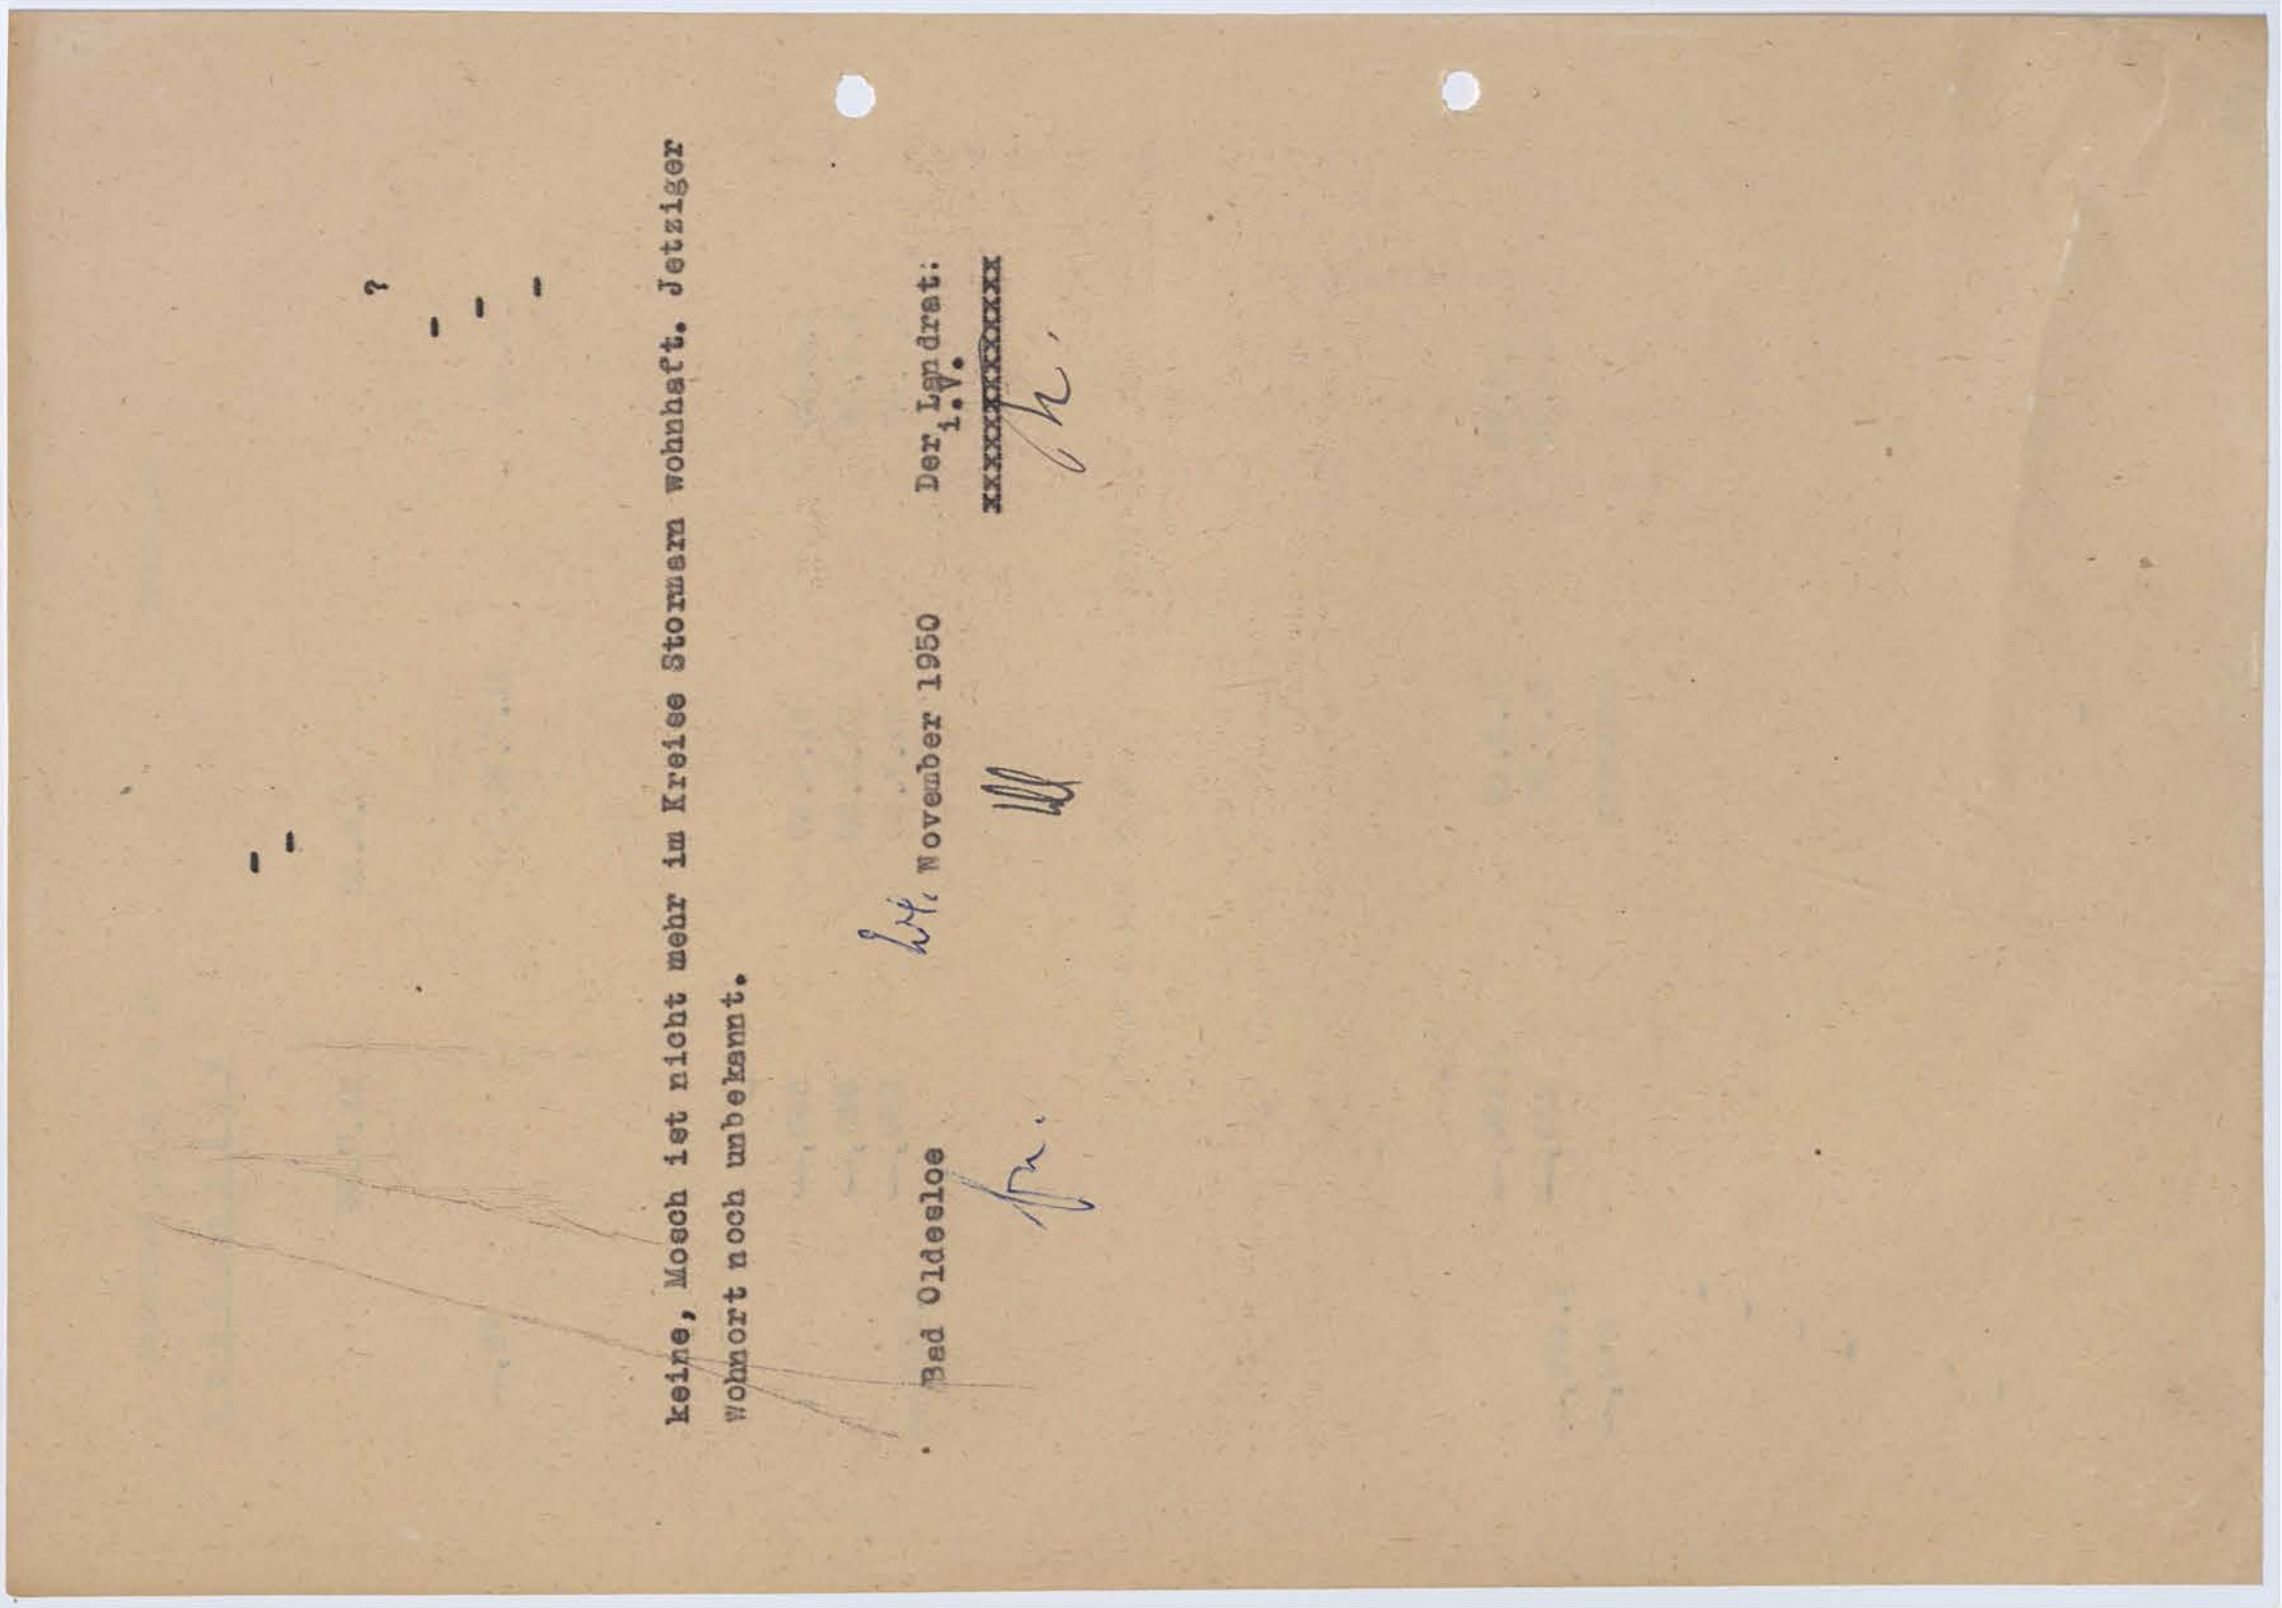 -
-
?
-
-
-
keine, Mosch ist nicht mehr im Kreise Stormarn wohnhaft. Jetziger
Wohnort noch unbekannt.
Bad Oldesloe November 1950 Der Landrat:
i.V.
xxxxxxxxxxxxxxxxx